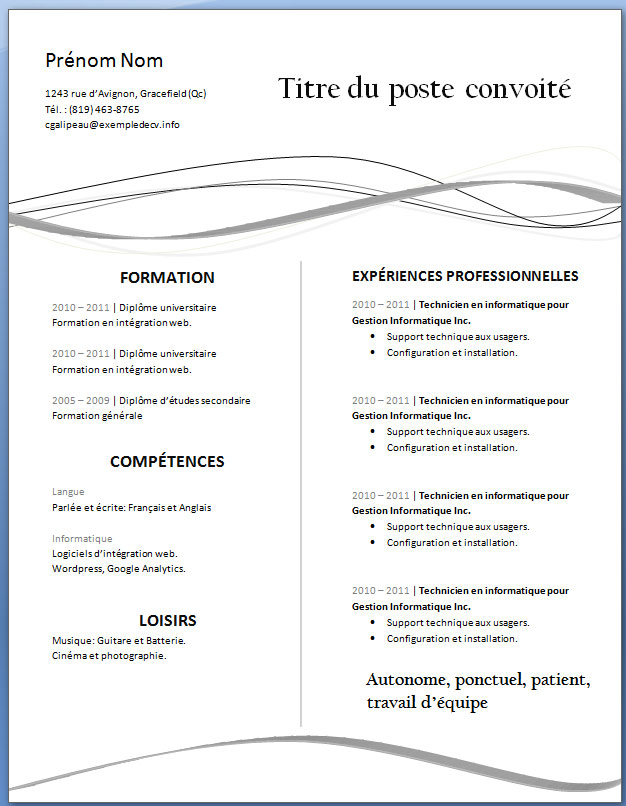 Prénom Nom
1243 rue d'Avignon, Gracefield (Qc)
Tél. : (819) 463-8765
cgalipeau@exempledecv.info
Titre du poste convoité
FORMATION
2010 – 2011 | Diplôme universitaire
Formation en intégration web.
2010 – 2011 | Diplôme universitaire
Formation en intégration web.
2005 – 2009 | Diplôme d'études secondaire
Formation générale
COMPÉTENCES
Langue
Parlée et écrite: Français et Anglais
Informatique
Logiciels d'intégration web.
Wordpress, Google Analytics.
LOISIRS
Musique: Guitare et Batterie.
Cinéma et photographie.
EXPÉRIENCES PROFESSIONNELLES
2010 – 2011 | Technicien en informatique pour
Gestion Informatique Inc.
• Support technique aux usagers.
• Configuration et installation.
2010 – 2011 | Technicien en informatique pour
Gestion Informatique Inc.
• Support technique aux usagers.
• Configuration et installation.
2010 – 2011 | Technicien en informatique pour
Gestion Informatique Inc.
• Support technique aux usagers.
• Configuration et installation.
2010 – 2011 | Technicien en informatique pour
Gestion Informatique Inc.
• Support technique aux usagers.
• Configuration et installation.
Autonome, ponctuel, patient,
travail d'équipe